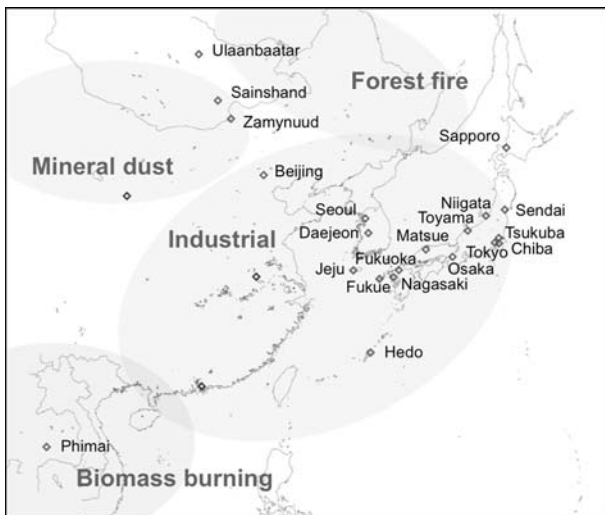 Ulaanbaatar
Forest fire
Sainshand
Zamynuud
Sapporo
Mineral dust
Beijing
Niigata
Seoul
Toyama
Sendai
Industrial
Daejeon
Matsue
Tsukuba
Tokyo
Chiba
Fukuoka
Jeju
Osaka
Fukue
Nagasaki
Hedo
Phimai
Biomass burning